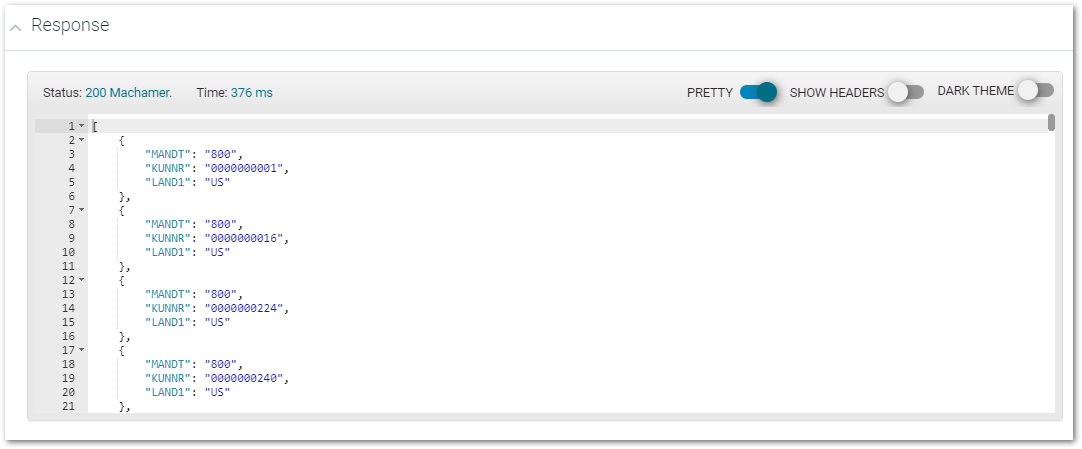 Response
Status: 200 Machamer. Time: 376 ms PRETTY SHOW HEADERS DARK THEME
1 [
2 {
3 "MANDT": "800",
4 "KUNNR": "0000000001",
5 "LAND1": "US"
6 },
7 {
8 "MANDT": "800",
9 "KUNNR": "0000000016",
10 "LAND1": "US"
11 },
12 {
13 "MANDT": "800",
14 "KUNNR": "0000000224",
15 "LAND1": "US"
16 },
17 {
18 "MANDT": "800",
19 "KUNNR": "0000000240",
20 "LAND1": "US"
21 },